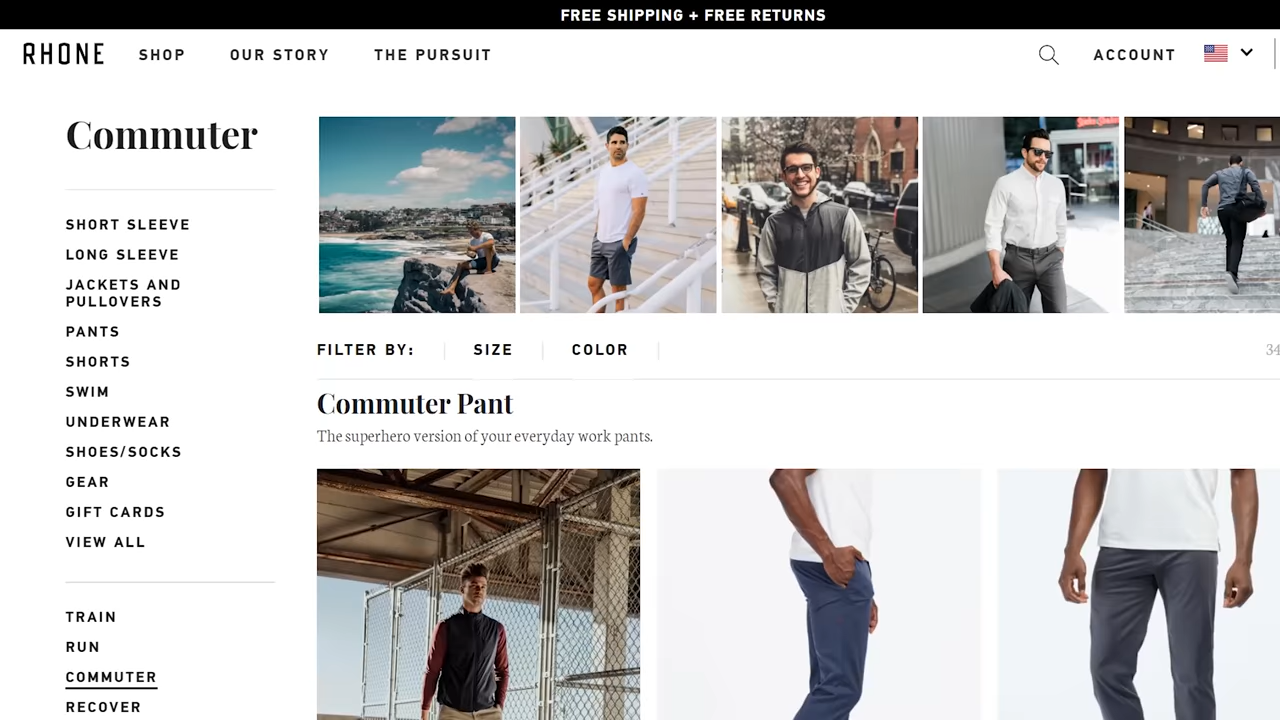 FREE SHIPPING + FREE RETURNS
RHONE
SHOP
OUR STORY
THE PURSUIT
ACCOUNT
Commuter
SHORT SLEEVE
LONG SLEEVE
JACKETS AND
PULLOVERS
PANTS
SHORTS
SWIM
UNDERWEAR
SHOES/SOCKS
GEAR
GIFT CARDS
VIEW ALL
TRAIN
RUN
COMMUTER
RECOVER
FILTER BY:
SIZE
COLOR
34
Commuter Pant
The superhero version of your everyday work pants.